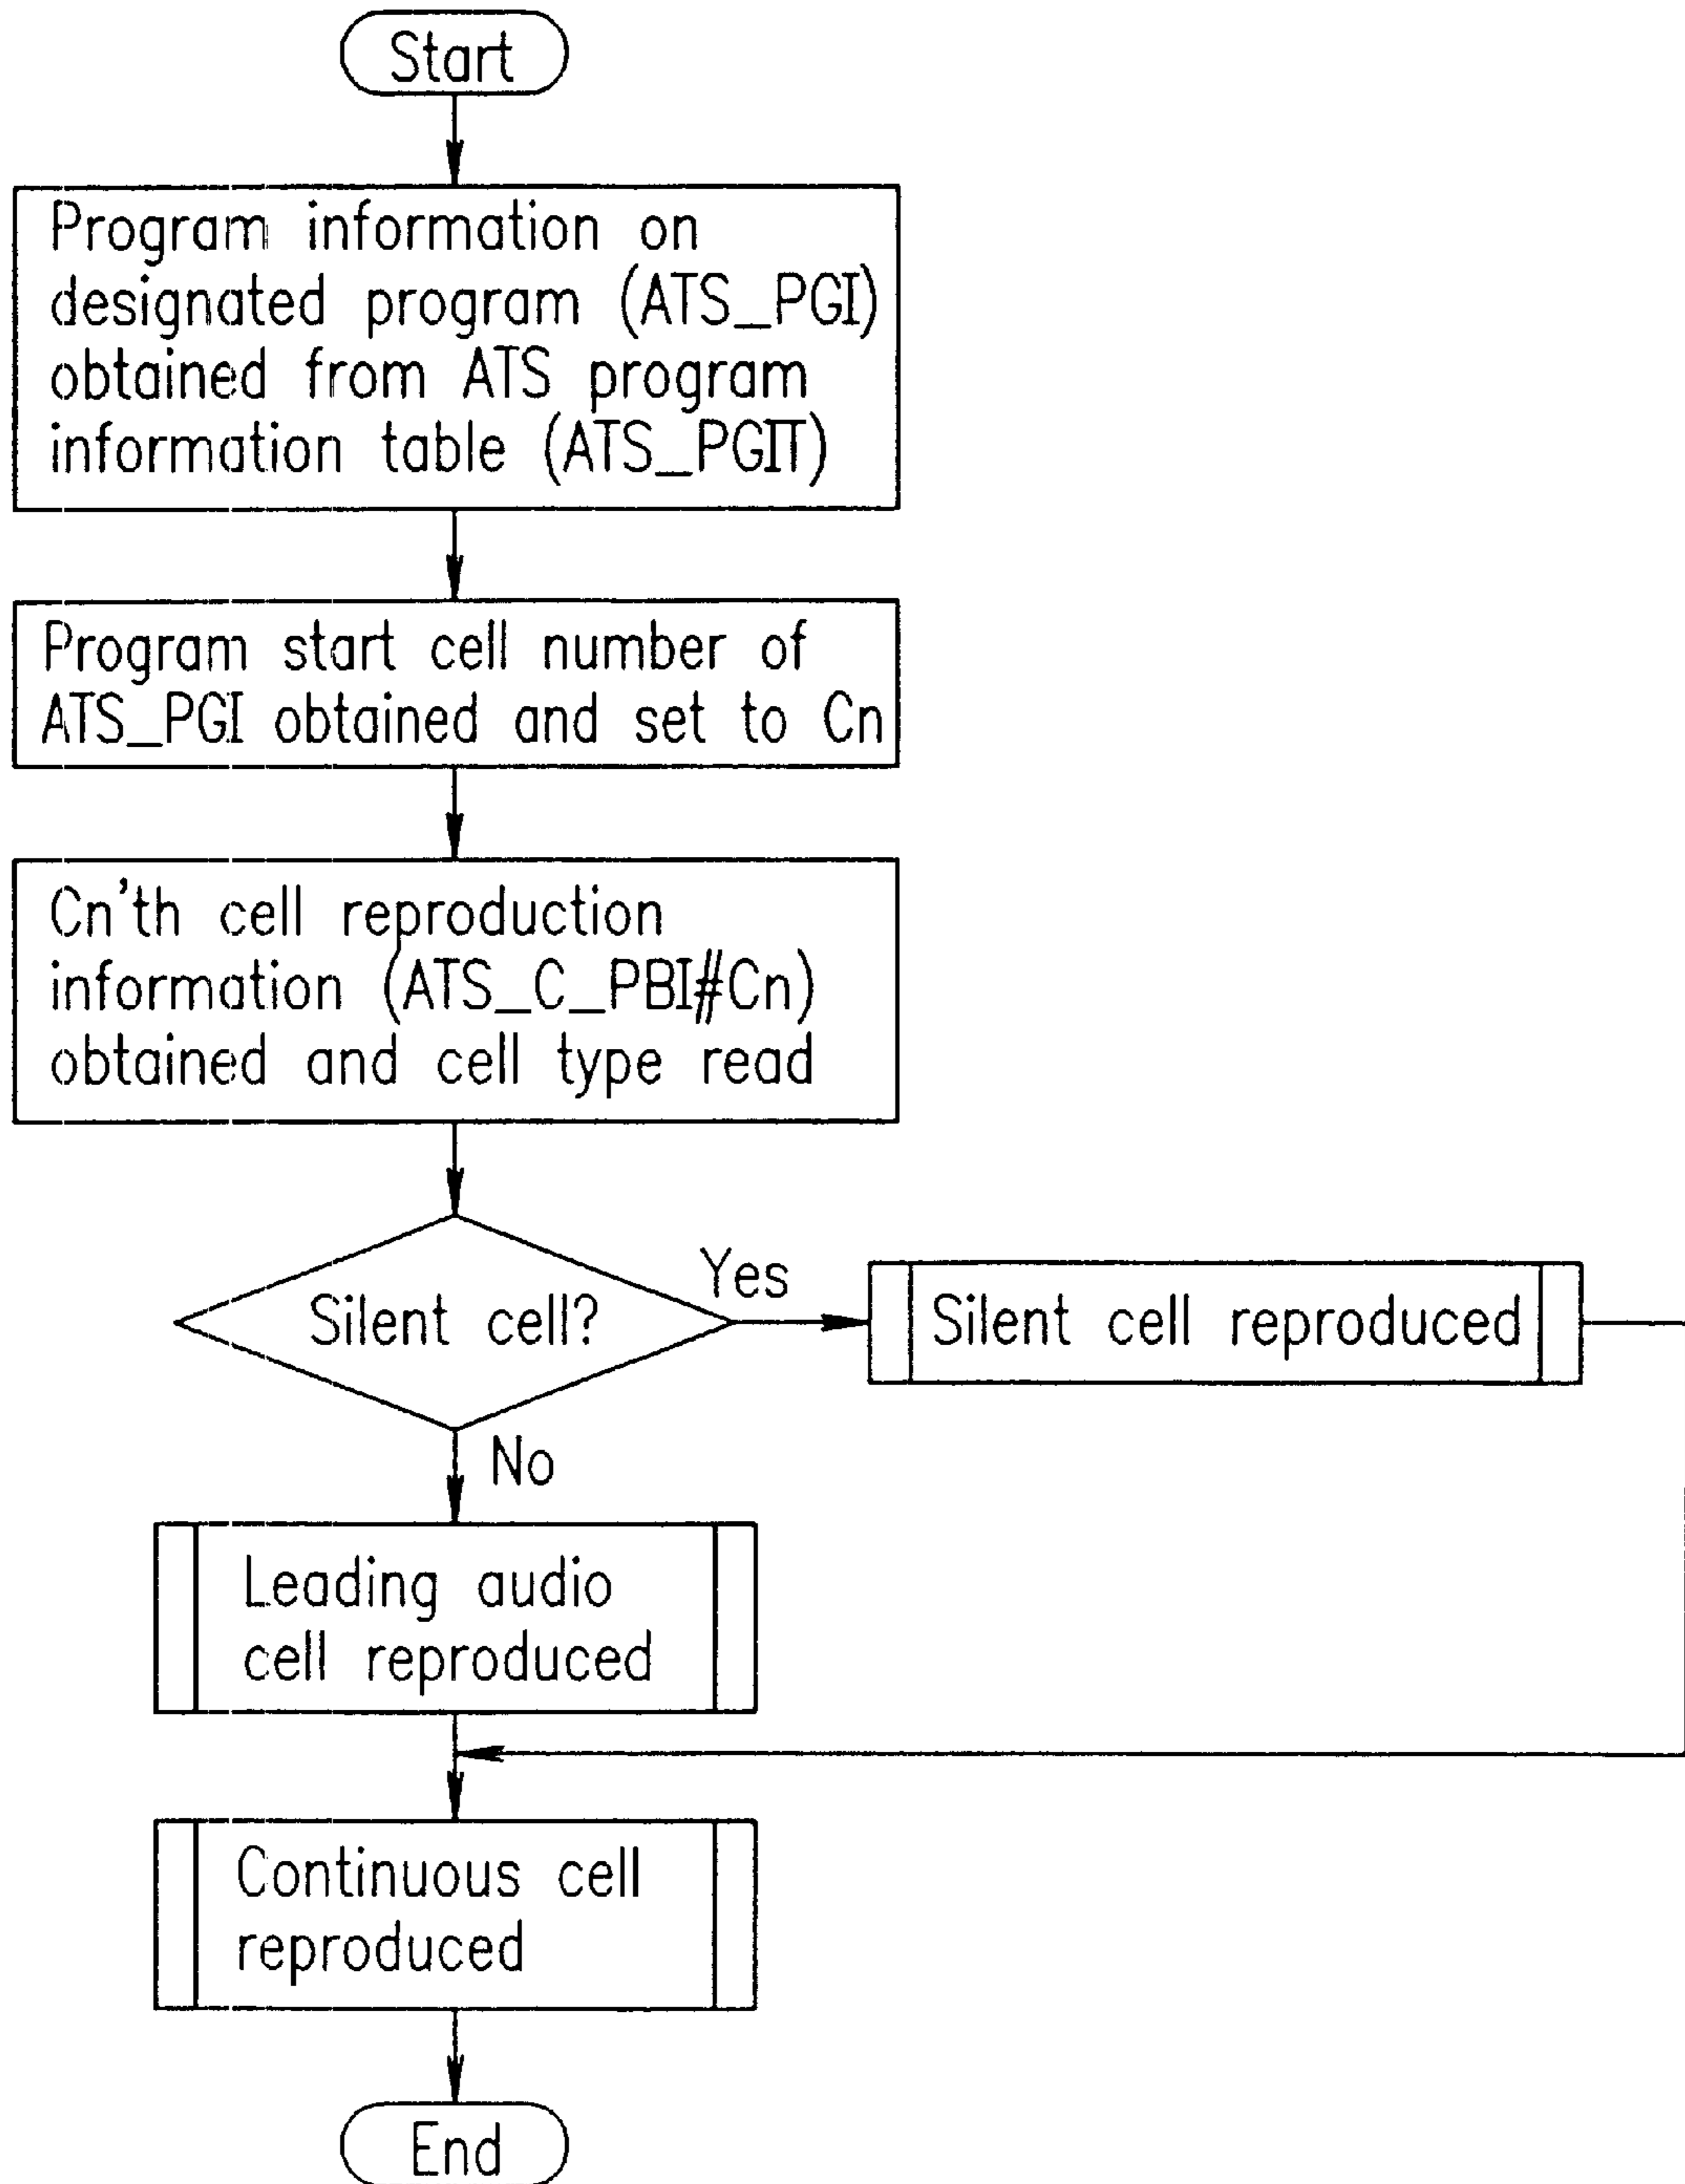 Start
Program information on
designated program (ATS_PGI)
obtained from ATS program
information table (ATS_PGIT)
Program start cell number of
ATS_PGI obtained and set to Cn
Cn'th cell reproduction
information (ATS_C_PBI#Cn)
obtained and cell type read
Silent cell?
Yes
Silent cell reproduced
No
Leading audio
cell reproduced
Continuous cell
reproduced
End